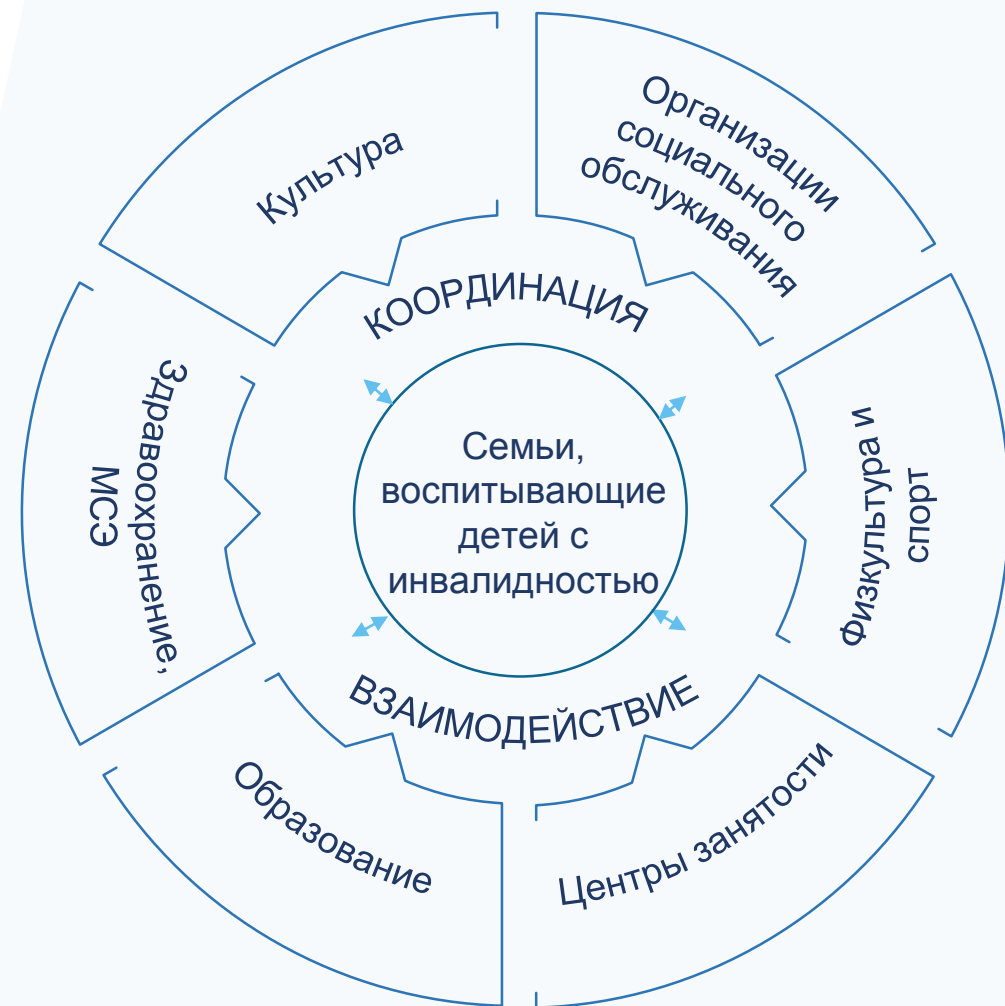 Культура
Организации
социального
обслуживания
КООРДИНАЦИЯ
Здравоохранение,
МСЭ
Семьи,
воспитывающие
детей с
инвалидностью
Физкультура и
спорт
ВЗАИМОДЕЙСТВИЕ
Образование
Центры занятости